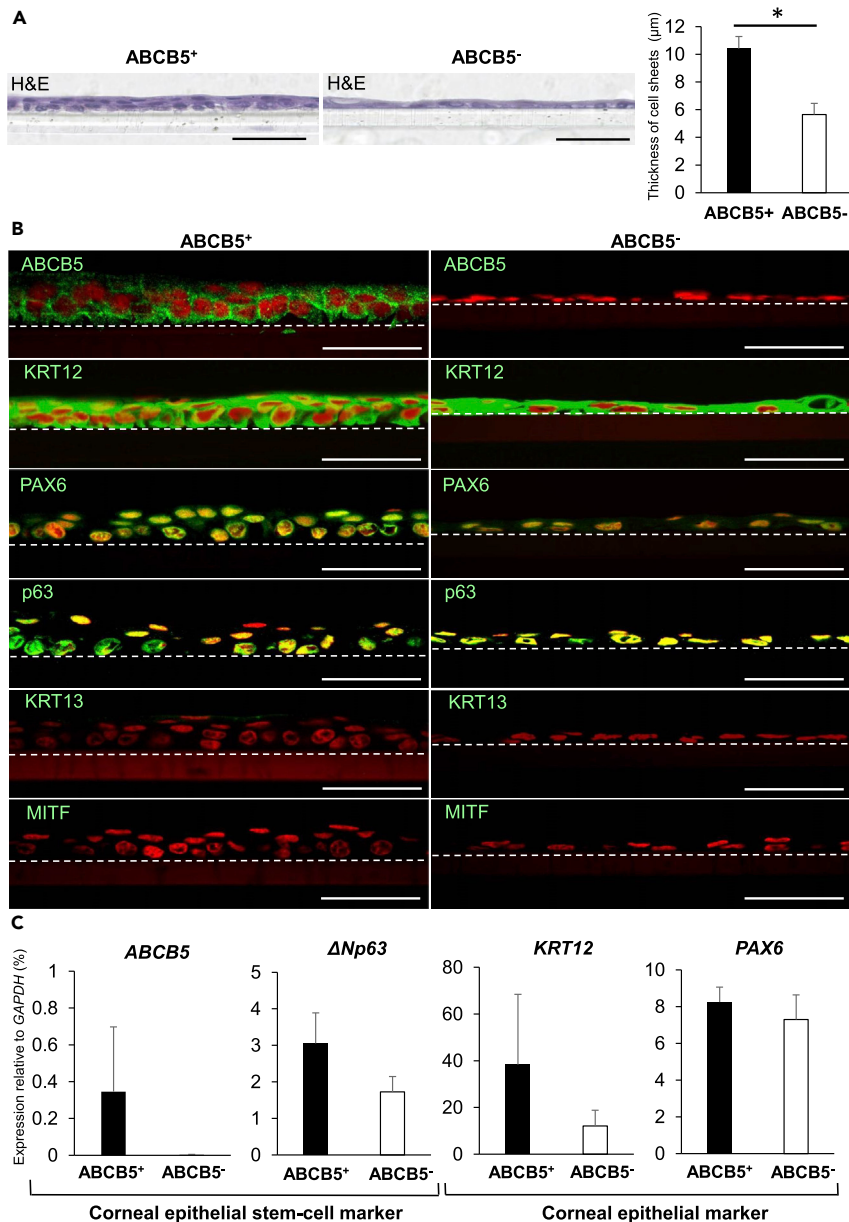 A
ABCB5⁺
ABCB5⁻
H&E
H&E
*
Thickness of cell sheets (μm)
12
10
8
6
4
2
0
ABCB5+
ABCB5-
B
ABCB5⁺
ABCB5⁻
ABCB5
ABCB5
KRT12
KRT12
PAX6
PAX6
p63
p63
KRT13
KRT13
MITF
MITF
C
Expression relative to GAPDH (%)
ABCB5
1
0.8
0.6
0.4
0.2
0
ABCB5⁺
ABCB5⁻
ΔNp63
5
4
3
2
1
0
ABCB5⁺
ABCB5⁻
KRT12
80
60
40
20
0
ABCB5⁺
ABCB5⁻
PAX6
10
8
6
4
2
0
ABCB5⁺
ABCB5⁻
Corneal epithelial stem-cell marker
Corneal epithelial marker